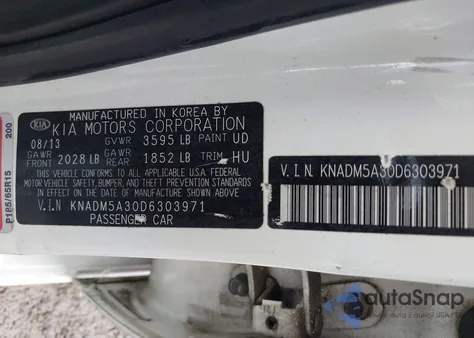 MANUFACTURED IN KOREA BY
KIA KIA MOTORS CORPORATION
08/13 GVWR 3595 LB PAINT UD
GAWR FRONT 2028 LB GAWR REAR 1852 LB TRIM HU
THIS VEHICLE CONFORMS TO ALL APPLICABLE U.S.A. FEDERAL
MOTOR VEHICLE SAFETY, BUMPER, AND THEFT PREVENTION
STANDARDS IN EFFECT ON THE DATE OF MANUFACTURE SHOWN ABOVE
V.I.N KNADM5A30D6303971
PASSENGER CAR
V.I.N KNADM5A30D6303971
P185/65R15
200
autaSnap